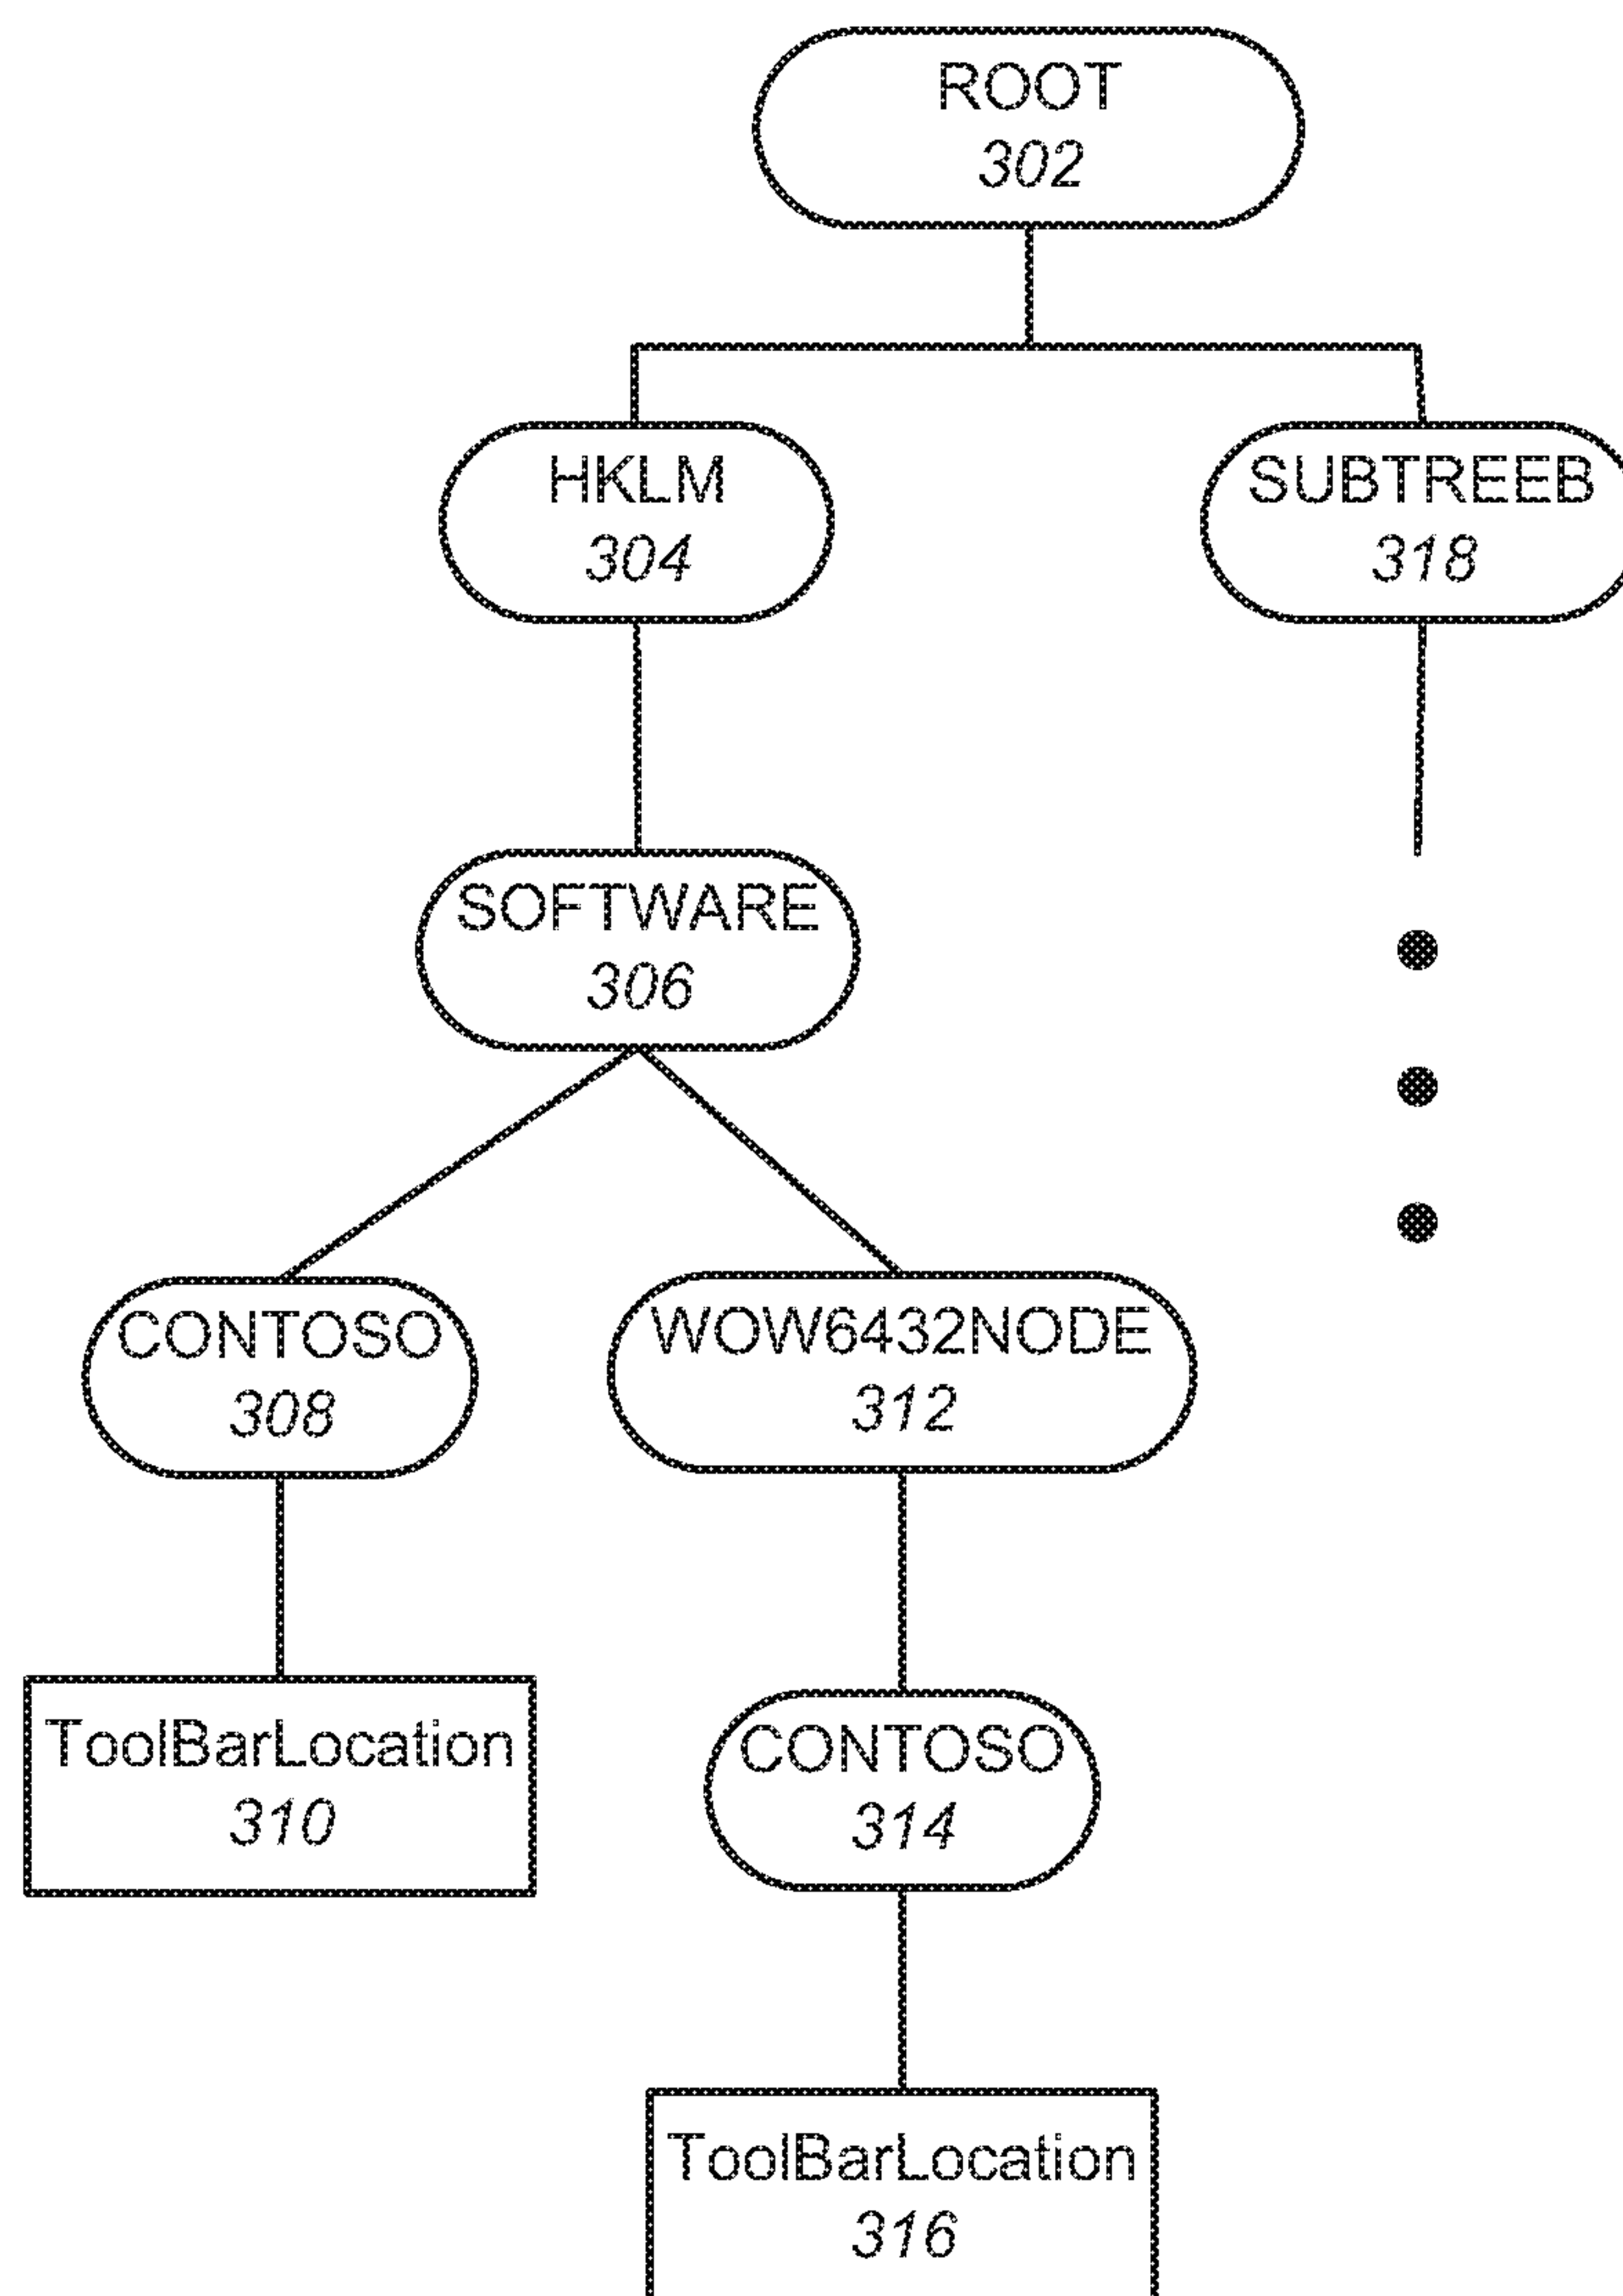 ROOT
302
HKLM
304
SUBTREEB
318
SOFTWARE
306
CONTOSO
308
WOW6432NODE
312
ToolBarLocation
310
CONTOSO
314
ToolBarLocation
316